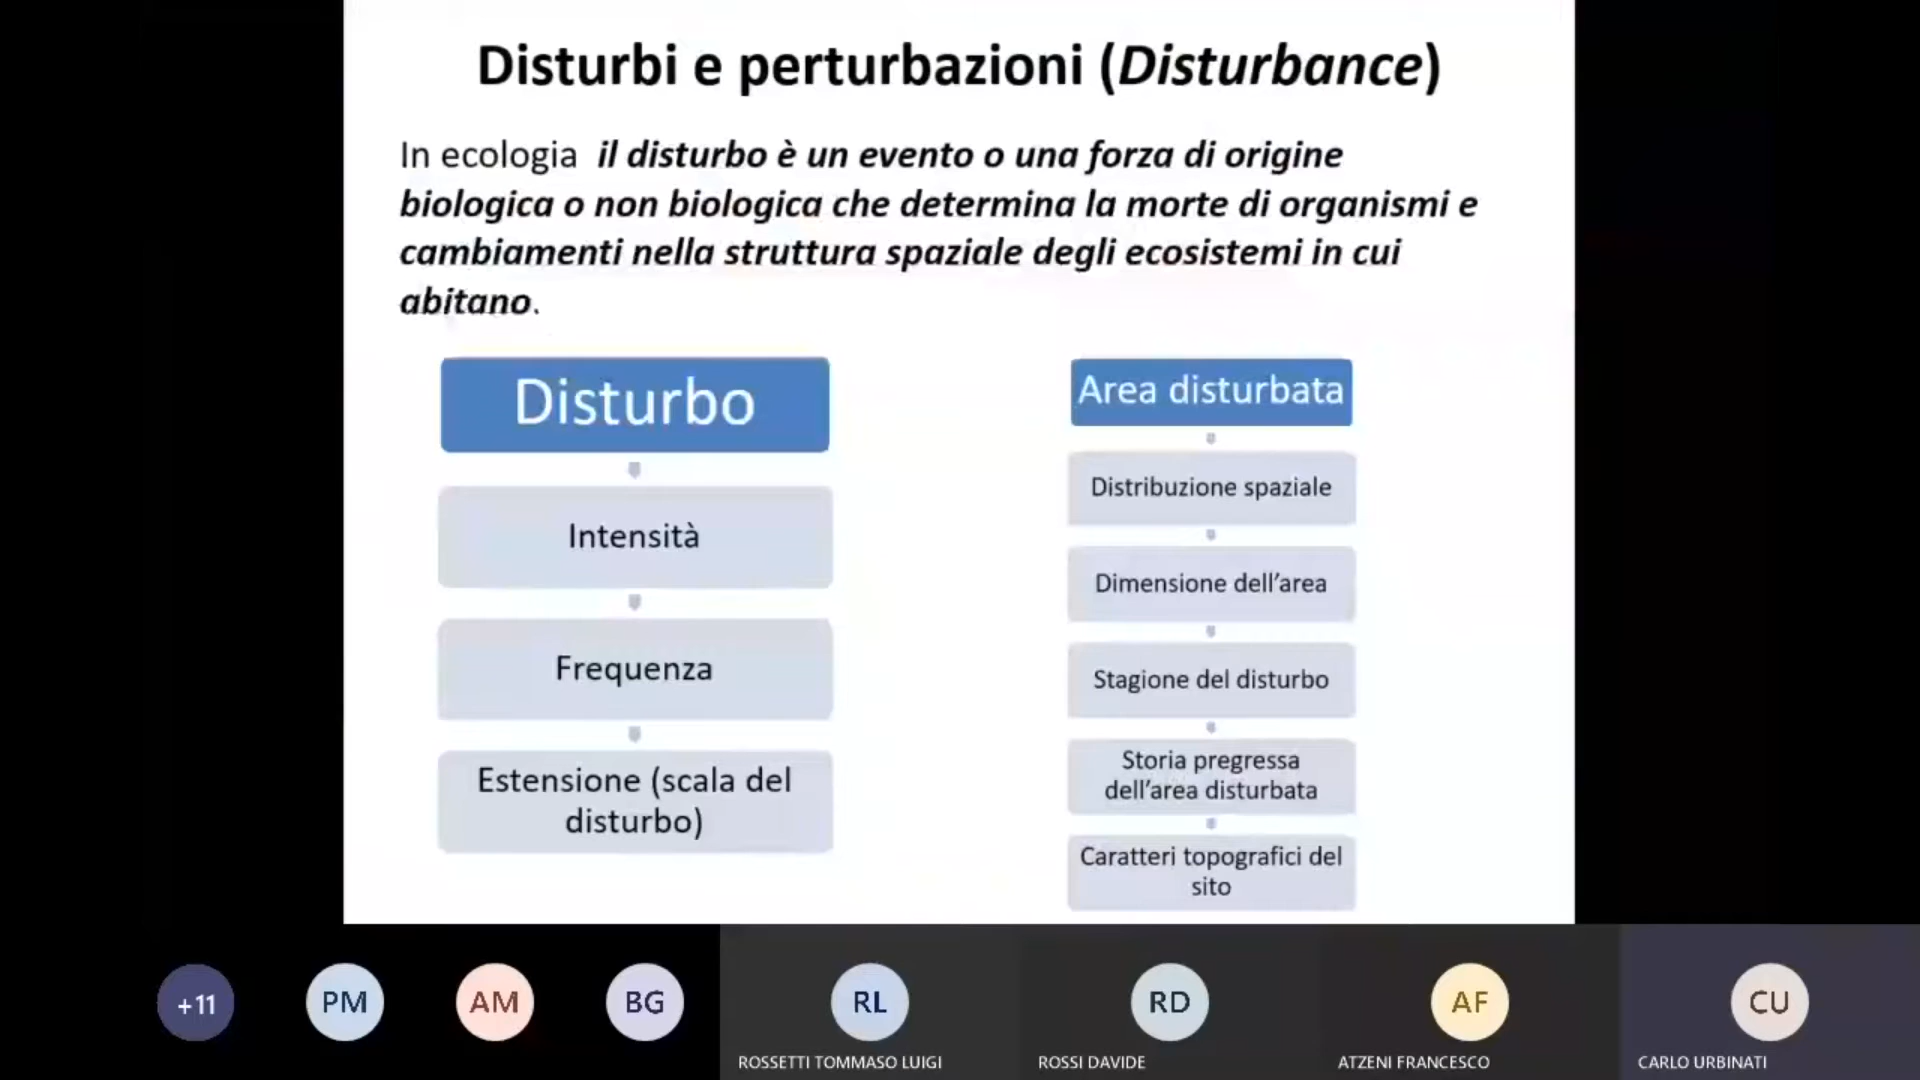 Disturbi e perturbazioni (Disturbance)
In ecologia il disturbo è un evento o una forza di origine
biologica o non biologica che determina la morte di organismi e
cambiamenti nella struttura spaziale degli ecosistemi in cui
abitano.
Disturbo
Intensità
Frequenza
Estensione (scala del
disturbo)
Area disturbata
Distribuzione spaziale
Dimensione dell'area
Stagione del disturbo
Storia pregressa
dell'area disturbata
Caratteri topografici del
sito
+11
PM
AM
BG
RL
RD
AF
CU
ROSSETTI TOMMASO LUIGI
ROSSI DAVIDE
ATZENI FRANCESCO
CARLO URBINATI